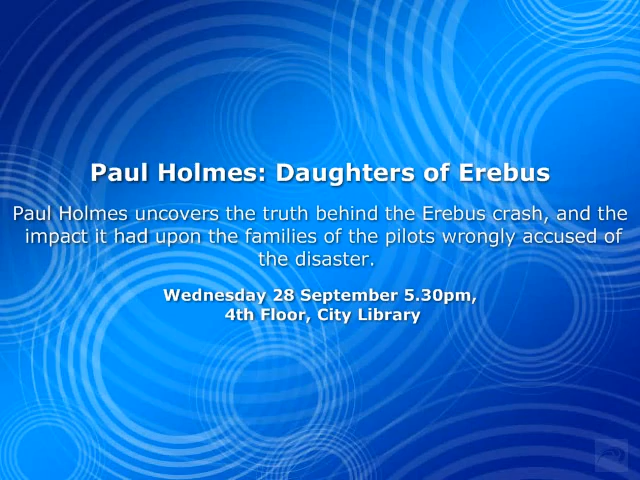 Paul Holmes: Daughters of Erebus
Paul Holmes uncovers the truth behind the Erebus crash, and the
impact it had upon the families of the pilots wrongly accused of
the disaster.
Wednesday 28 September 5.30pm,
4th Floor, City Library